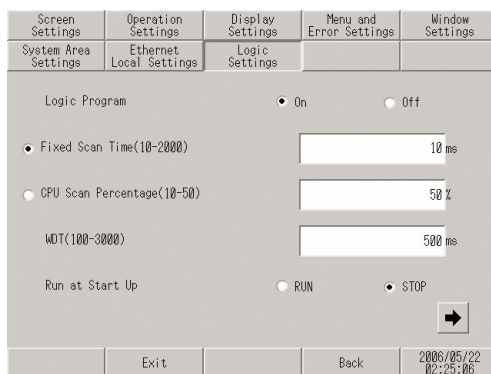 Screen Settings
Operation Settings
Display Settings
Menu and Error Settings
Window Settings
System Area Settings
Ethernet Local Settings
Logic Settings
Logic Program On Off
Fixed Scan Time(10-2000) 10 ms
CPU Scan Percentage(10-50) 50 %
WDT(100-3000) 500 ms
Run at Start Up RUN STOP
Exit
Back
2006/05/22
02:25:06